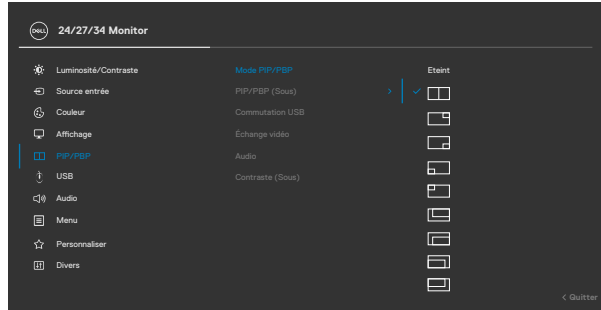 DELL 24/27/34 Monitor
Luminosité/Contraste
Source entrée
Couleur
Affichage
PIP/PBP
USB
Audio
Menu
Personnaliser
Divers
Mode PIP/PBP
PIP/PBP (Sous)
Commutation USB
Échange vidéo
Audio
Contraste (Sous)
Eteint
Quitter